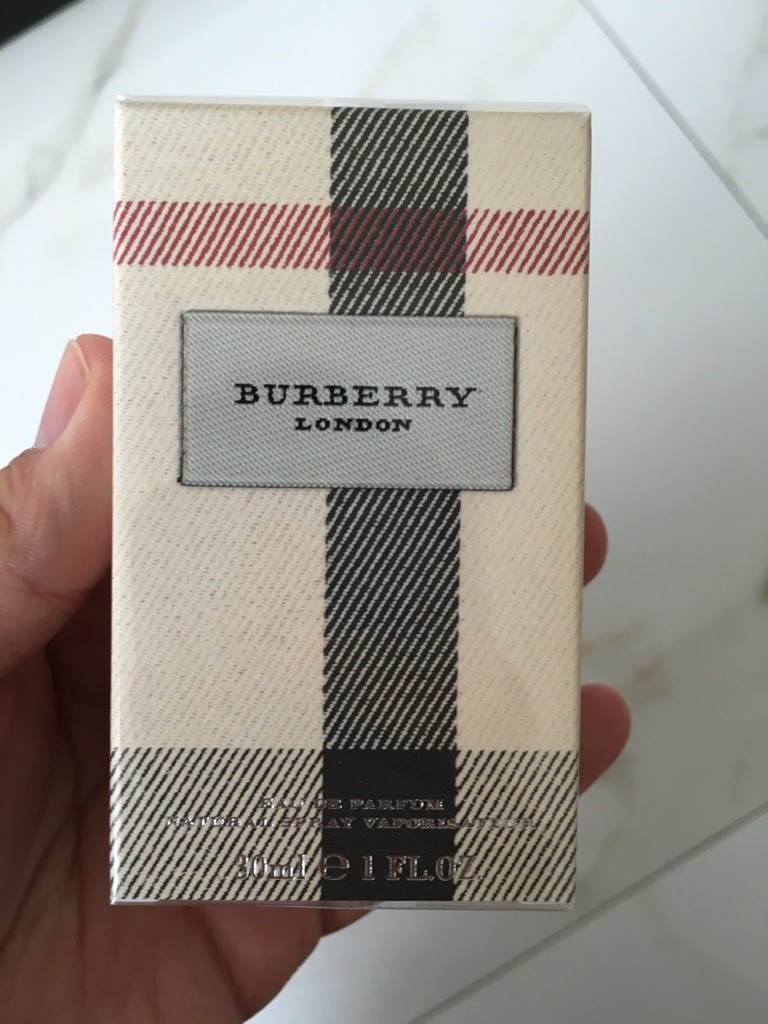 BURBERRY
LONDON
EAU DE PARFUM
NATURAL SPRAY VAPORISATEUR
30ml e 1 FL.OZ